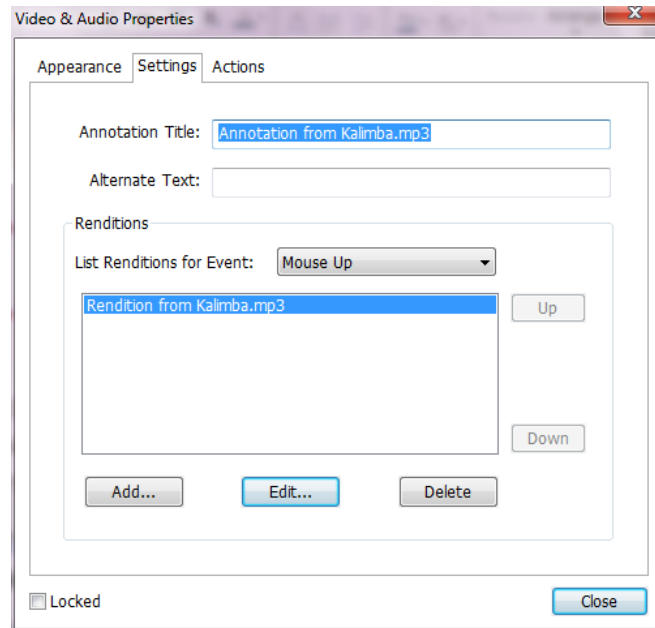 Video & Audio Properties
Appearance Settings Actions
Annotation Title: Annotation from Kalimba.mp3
Alternate Text:
Renditions
List Renditions for Event: Mouse Up
Rendition from Kalimba.mp3
Up
Down
Add... Edit... Delete
Locked
Close